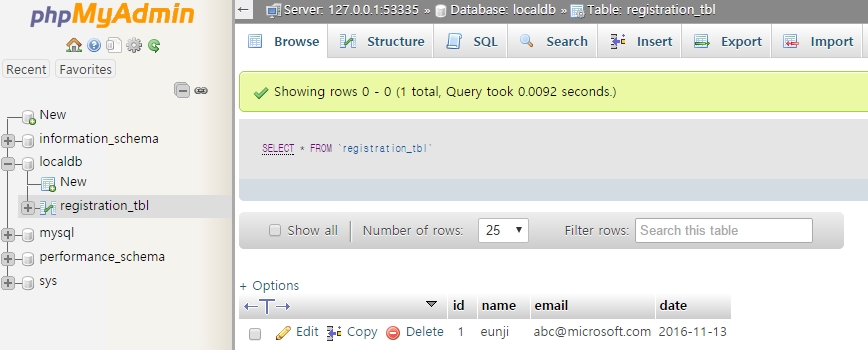 phpMyAdmin
Server: 127.0.0.1:53335 » Database: localdb » Table: registration_tbl
Browse Structure SQL Search Insert Export Import
Recent Favorites
Showing rows 0 - 0 (1 total, Query took 0.0092 seconds.)
New
information_schema
localdb
New
registration_tbl
mysql
performance_schema
sys
SELECT * FROM `registration_tbl`
Show all Number of rows: 25 Filter rows: Search this table
+ Options
id name email date
Edit Copy Delete 1 eunji abc@microsoft.com 2016-11-13